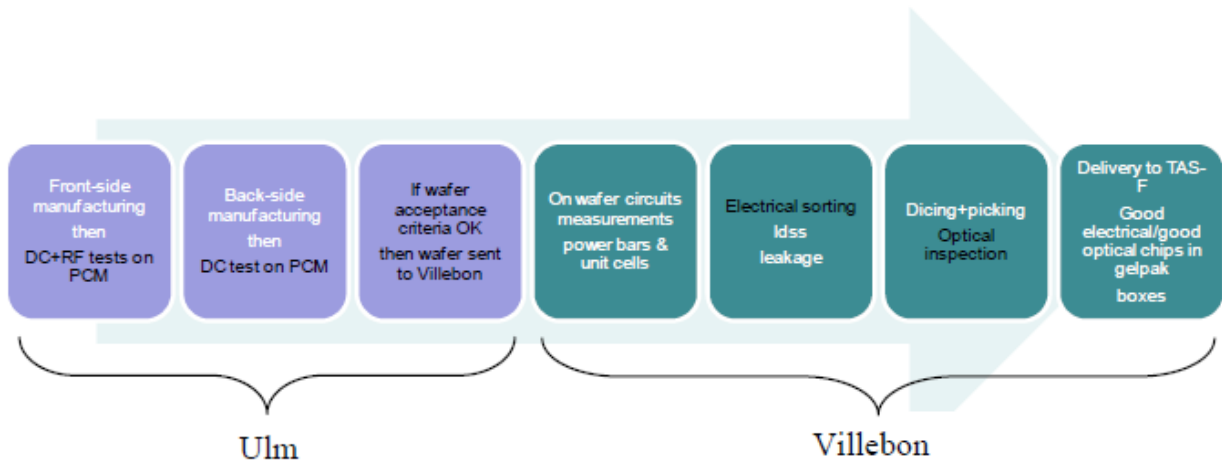 Front-side
manufacturing
then
DC+RF tests on
PCM
Back-side
manufacturing
then
DC test on PCM
If wafer
acceptance
criteria OK
then wafer sent
to Villebon
On wafer circuits
measurements
power bars &
unit cells
Electrical sorting
Idss
leakage
Dicing+picking
Optical
inspection
Delivery to TAS-
F
Good
electrical/good
optical chips in
gelpak
boxes
Ulm
Villebon